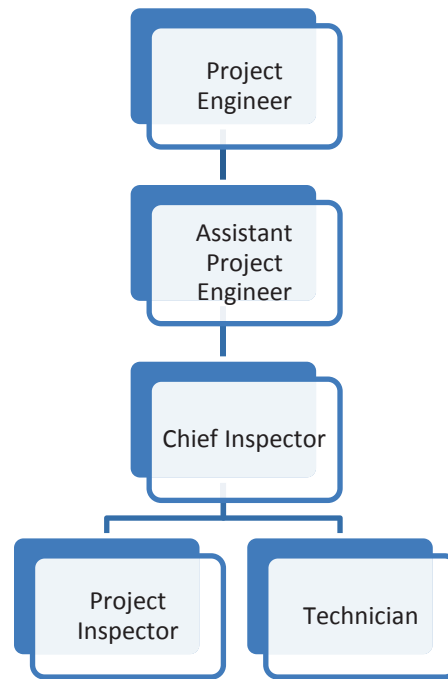 Project
Engineer
Assistant
Project
Engineer
Chief Inspector
Project
Inspector
Technician